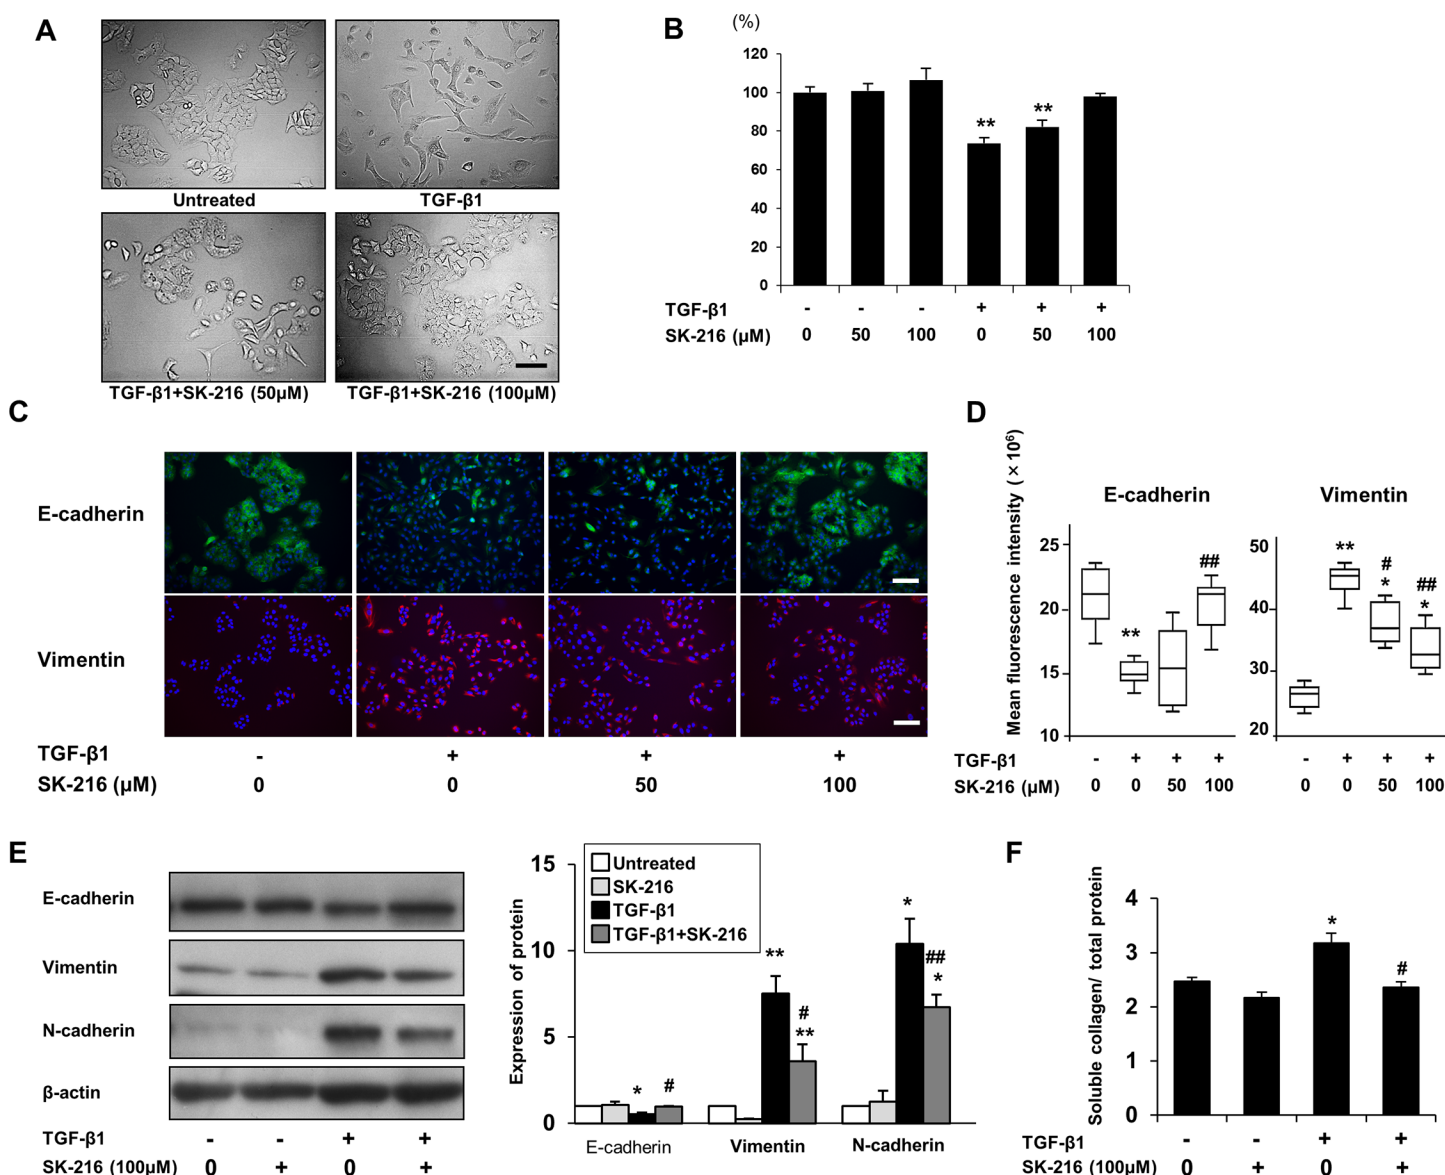 A
Untreated
TGF-β1
TGF-β1+SK-216 (50μM)
TGF-β1+SK-216 (100μM)
B
(%)
120
100
80
60
40
20
0
** **
TGF-β1 - - - + + +
SK-216 (μM) 0 50 100 0 50 100
C
E-cadherin
Vimentin
TGF-β1 - + + +
SK-216 (μM) 0 0 50 100
D
Mean fluorescence intensity (×10⁶)
E-cadherin
25
20
15
10
** ##
Vimentin
50
40
30
20
** # * ## *
TGF-β1 - + + + - + + +
SK-216 (μM) 0 0 50 100 0 0 50 100
E
E-cadherin
Vimentin
N-cadherin
β-actin
TGF-β1 - - + +
SK-216 (100μM) 0 + 0 +
Expression of protein
15
10
5
0
Untreated
SK-216
TGF-β1
TGF-β1+SK-216
* # ** # ** * ## *
E-cadherin Vimentin N-cadherin
F
Soluble collagen/ total protein
4
3
2
1
0
* #
TGF-β1 - - + +
SK-216 (100μM) 0 + 0 +